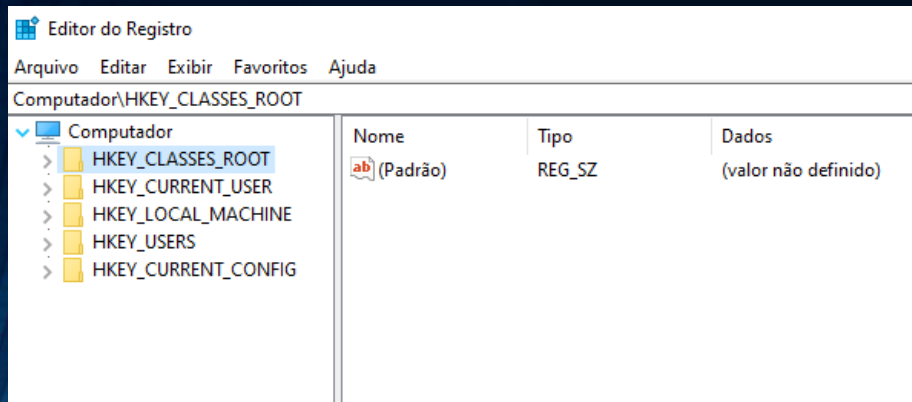 Editor do Registro
Arquivo Editar Exibir Favoritos Ajuda
Computador\HKEY_CLASSES_ROOT
Computador
HKEY_CLASSES_ROOT
HKEY_CURRENT_USER
HKEY_LOCAL_MACHINE
HKEY_USERS
HKEY_CURRENT_CONFIG
Nome Tipo Dados
ab (Padrão) REG_SZ (valor não definido)